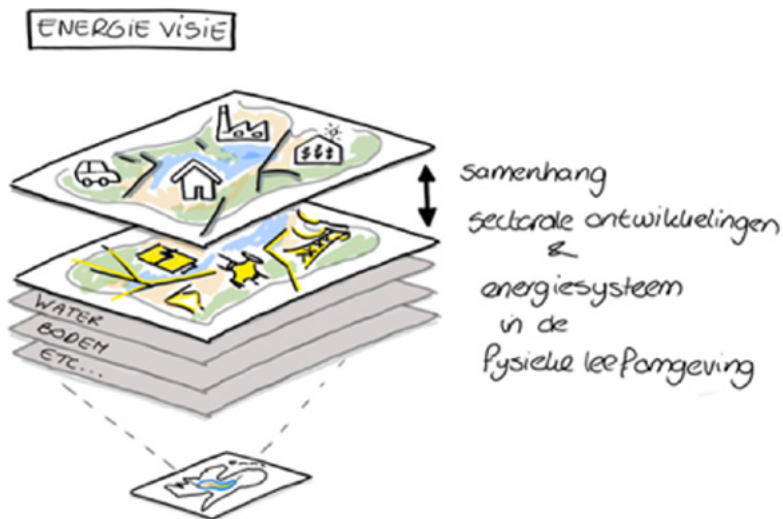 ENERGIE VISIE
samenhang
sectorale ontwikkelingen
&
energiesysteem
in de
fysieke leefomgeving
WATER
BODEM
ETC...